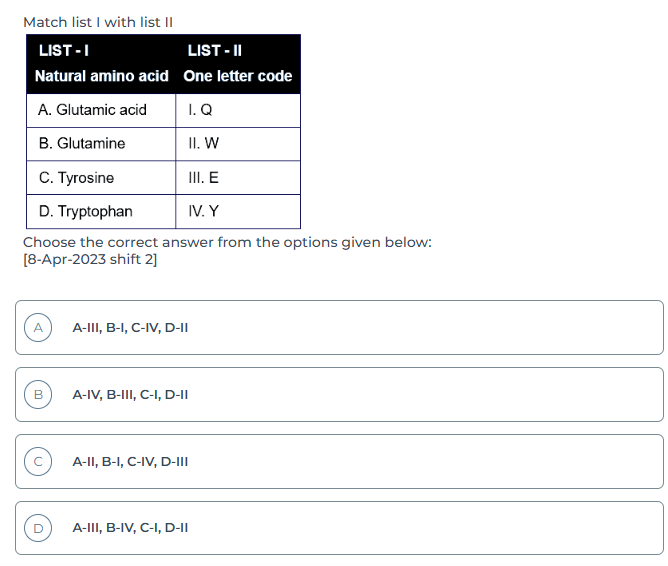 Match list I with list II
LIST - I LIST - II
Natural amino acid One letter code
A. Glutamic acid I. Q
B. Glutamine II. W
C. Tyrosine III. E
D. Tryptophan IV. Y
Choose the correct answer from the options given below:
[8-Apr-2023 shift 2]
A A-III, B-I, C-IV, D-II
B A-IV, B-III, C-I, D-II
C A-II, B-I, C-IV, D-III
D A-III, B-IV, C-I, D-II